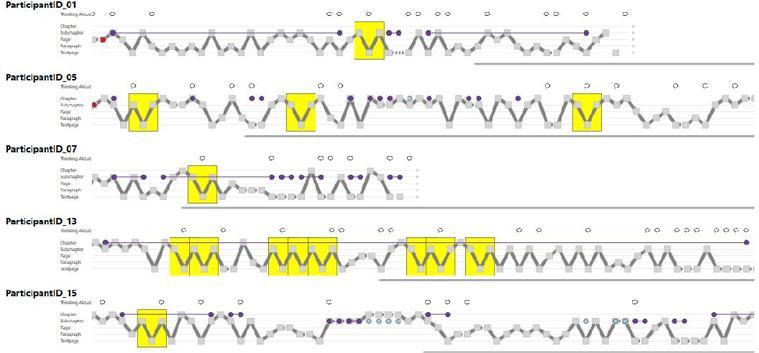 ParticipantID_01
Thinking Aloud
Chapter
Subchapter
Page
Paragraph
Textpage
ParticipantID_05
Thinking Aloud
Chapter
Subchapter
Page
Paragraph
Textpage
ParticipantID_07
Thinking Aloud
Chapter
Subchapter
Page
Paragraph
Textpage
ParticipantID_13
Thinking Aloud
Chapter
Subchapter
Page
Paragraph
Textpage
ParticipantID_15
Thinking Aloud
Chapter
Subchapter
Page
Paragraph
Textpage